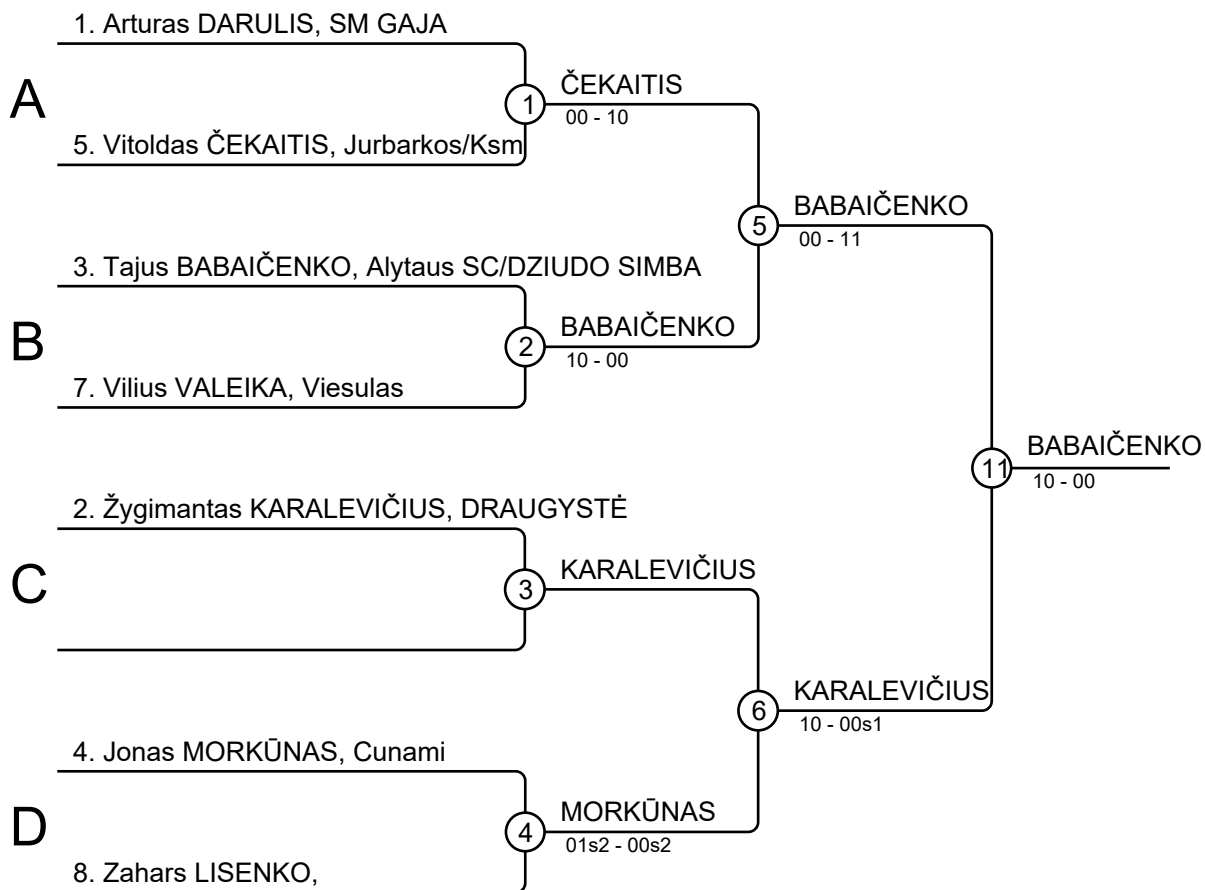 1. Arturas DARULIS, SM GAJA
A
1
ČEKAITIS
00 - 10
5. Vitoldas ČEKAITIS, Jurbarkos/Ksm
5
BABAIČENKO
00 - 11
3. Tajus BABAIČENKO, Alytaus SC/DZIUDO SIMBA
B
2
BABAIČENKO
10 - 00
7. Vilius VALEIKA, Viesulas
11
BABAIČENKO
10 - 00
2. Žygimantas KARALEVIČIUS, DRAUGYSTĖ
C
3
KARALEVIČIUS
6
KARALEVIČIUS
10 - 00s1
4. Jonas MORKŪNAS, Cunami
D
4
MORKŪNAS
01s2 - 00s2
8. Zahars LISENKO,